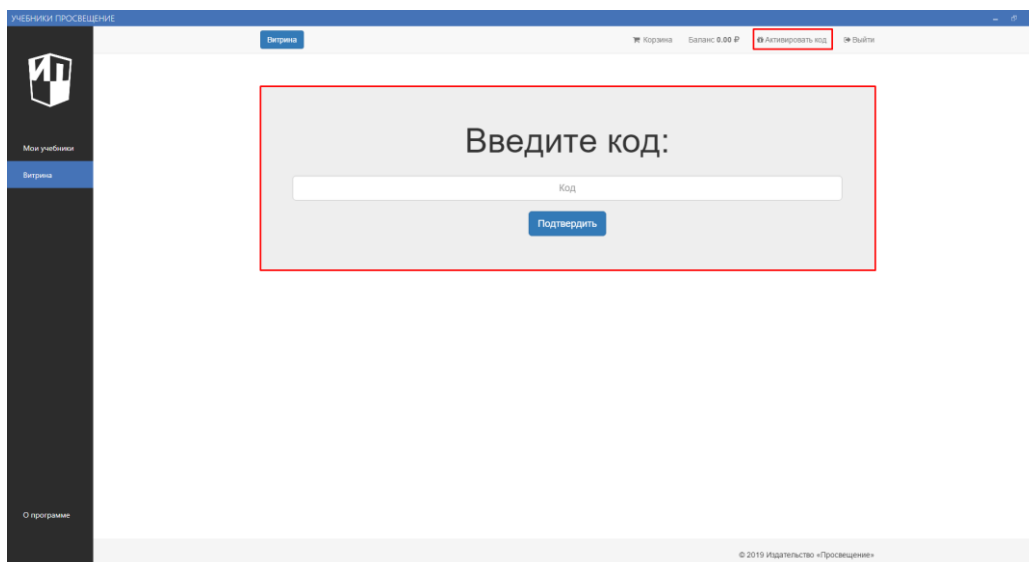 УЧЕБНИКИ ПРОСВЕЩЕНИЕ
Витрина
Корзина
Баланс 0.00 ₽
Активировать код
Выйти
ИП
Мои учебники
Витрина
Введите код:
Код
Подтвердить
О программе
© 2019 Издательство «Просвещение»